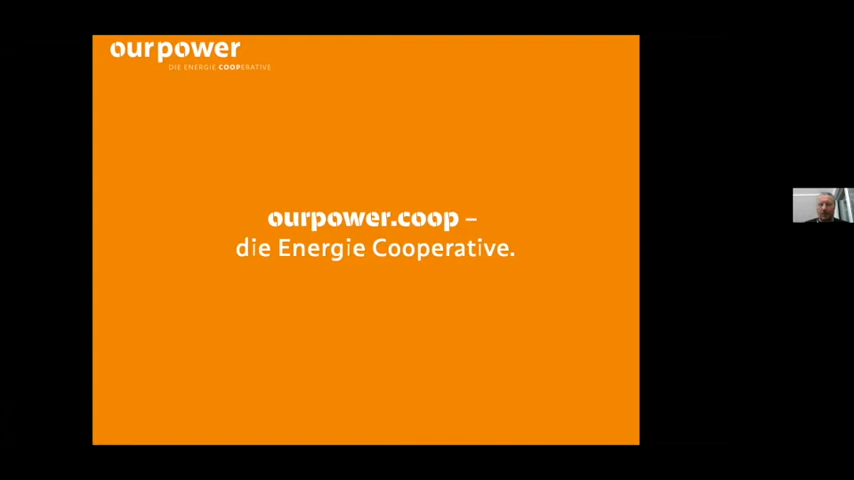 ourpower
DIE ENERGIE COOPERATIVE
ourpower.coop –
die Energie Cooperative.